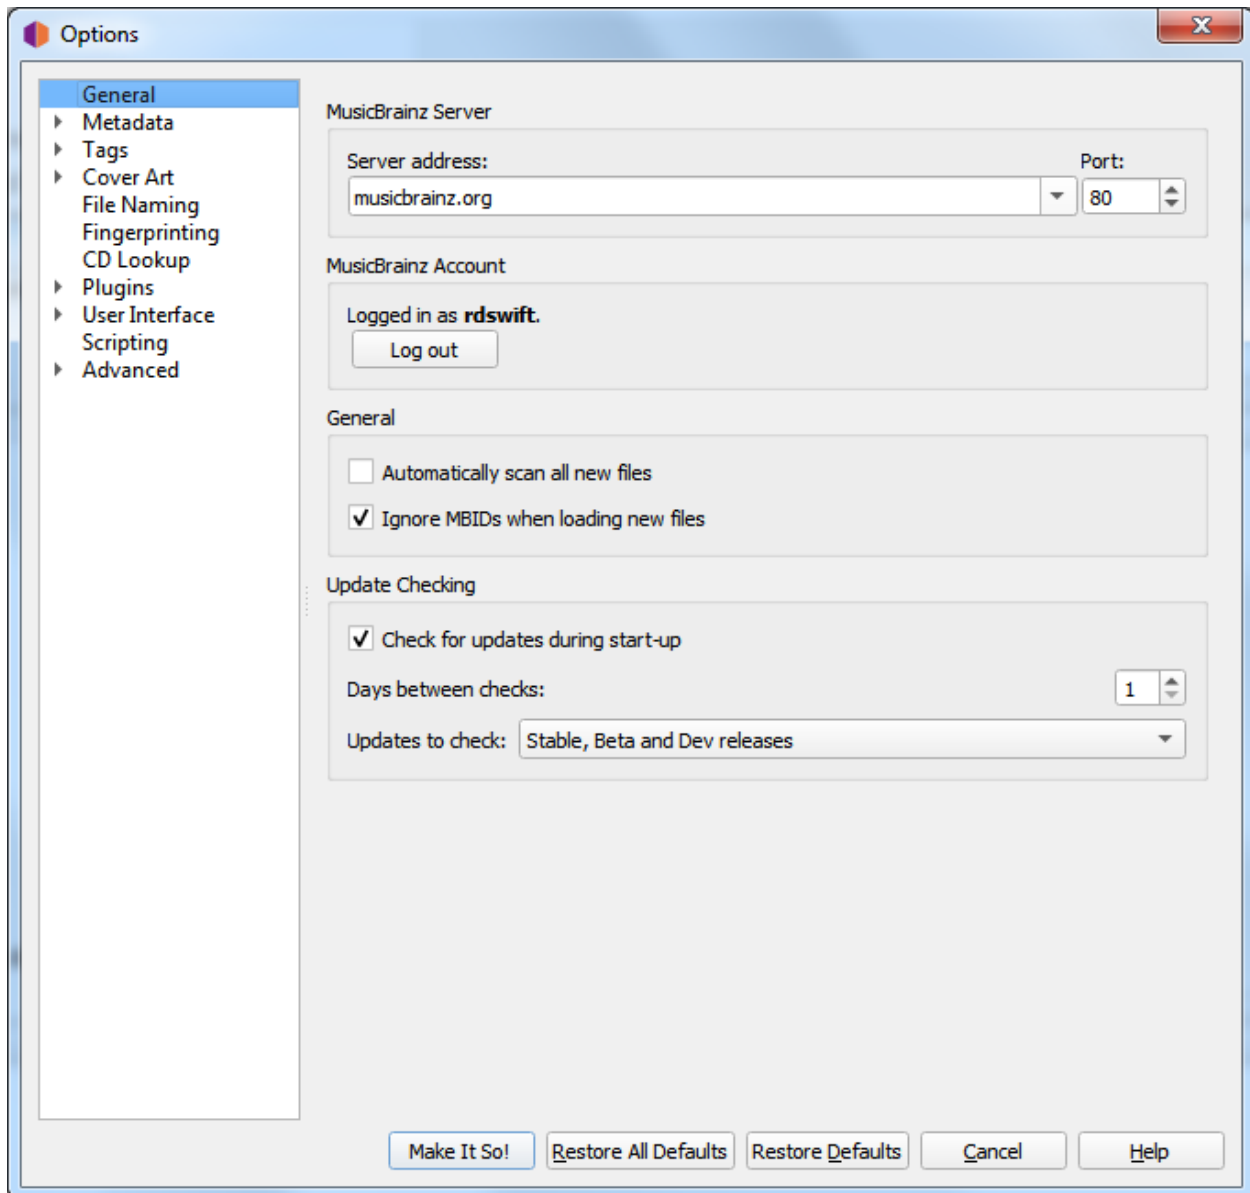 Options
General
Metadata
Tags
Cover Art
File Naming
Fingerprinting
CD Lookup
Plugins
User Interface
Scripting
Advanced
MusicBrainz Server
Server address: Port:
musicbrainz.org 80
MusicBrainz Account
Logged in as rdswift.
Log out
General
Automatically scan all new files
Ignore MBIDs when loading new files
Update Checking
Check for updates during start-up
Days between checks: 1
Updates to check: Stable, Beta and Dev releases
Make It So! Restore All Defaults Restore Defaults Cancel Help